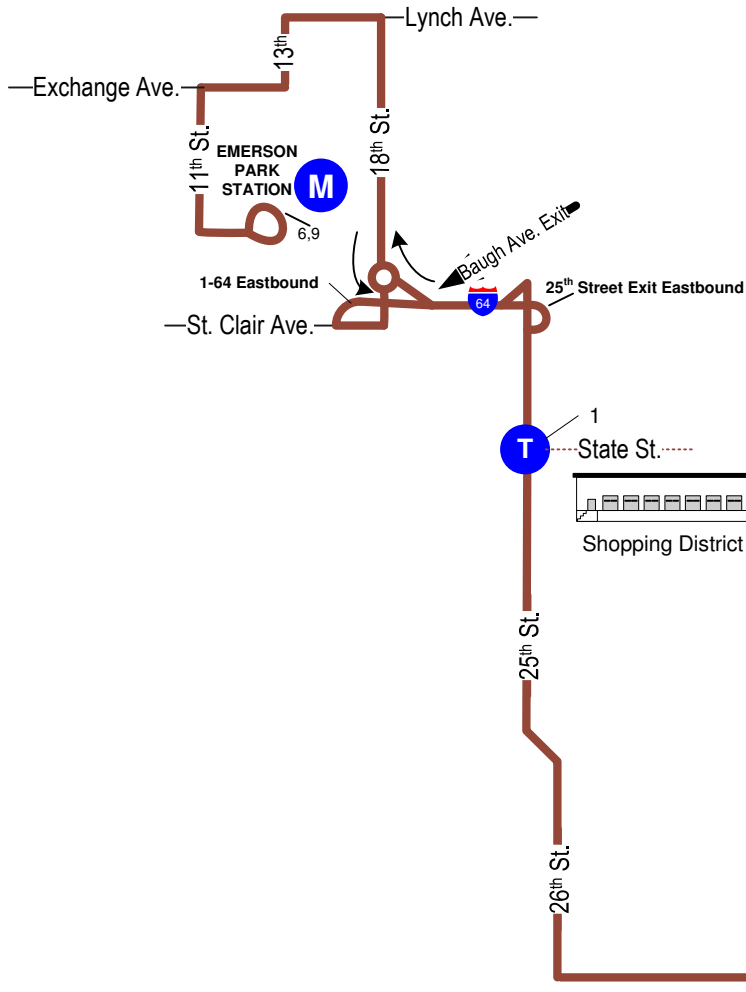 Lynch Ave.
13th
Exchange Ave.
18th St.
11th St.
EMERSON
PARK
STATION
M
6,9
Baugh Ave. Exit
1-64 Eastbound
64
25th Street Exit Eastbound
St. Clair Ave.
1
T
State St.
Shopping District
25th St.
26th St.